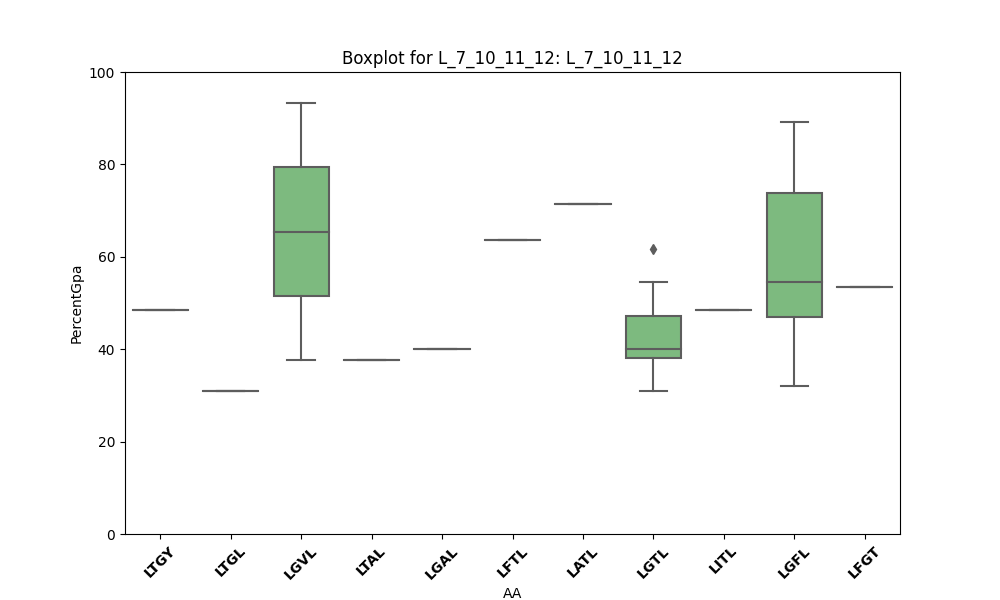 Boxplot for L_7_10_11_12: L_7_10_11_12
100
80
60
40
20
0
PercentGpa
LTGY LTGL LGVL LTAL LGAL LFTL LATL LGTL LITL LGFL LFGT
AA